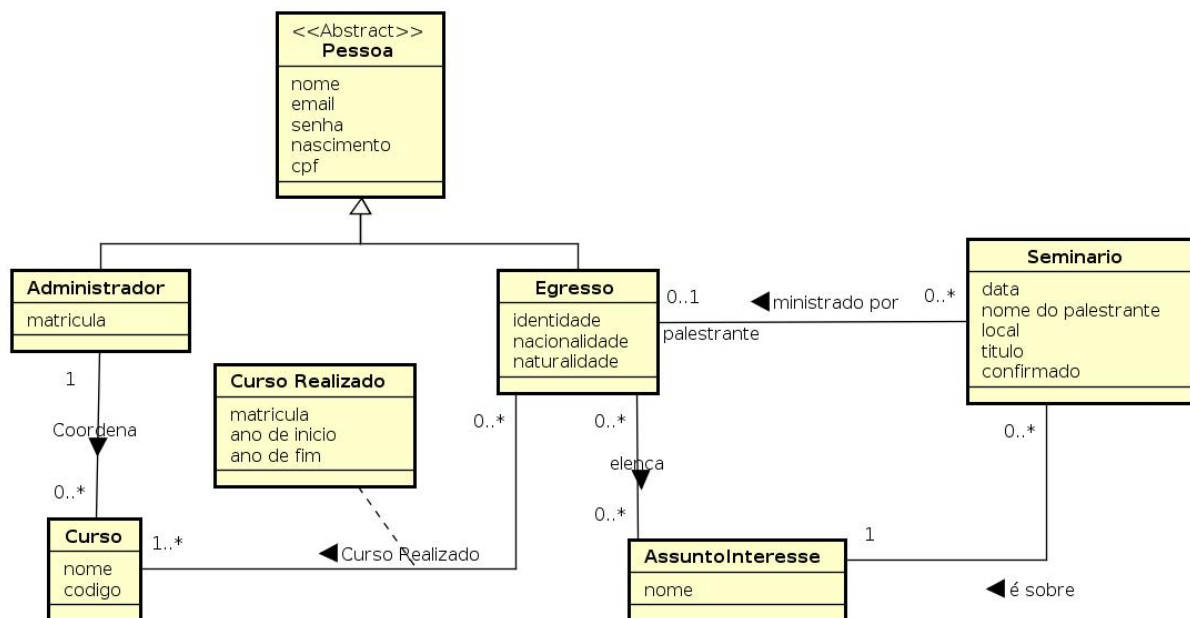 <<Abstract>>
Pessoa
nome
email
senha
nascimento
cpf
Administrador
matricula
Egresso
identidade
nacionalidade
naturalidade
Seminario
data
nome do palestrante
local
titulo
confirmado
0..1
ministrado por
0..*
palestrante
1
Coordena
0..*
Curso Realizado
matricula
ano de inicio
ano de fim
0..*
0..*
elenca
0..*
0..*
Curso
nome
codigo
1..*
Curso Realizado
AssuntoInteresse
nome
1
é sobre